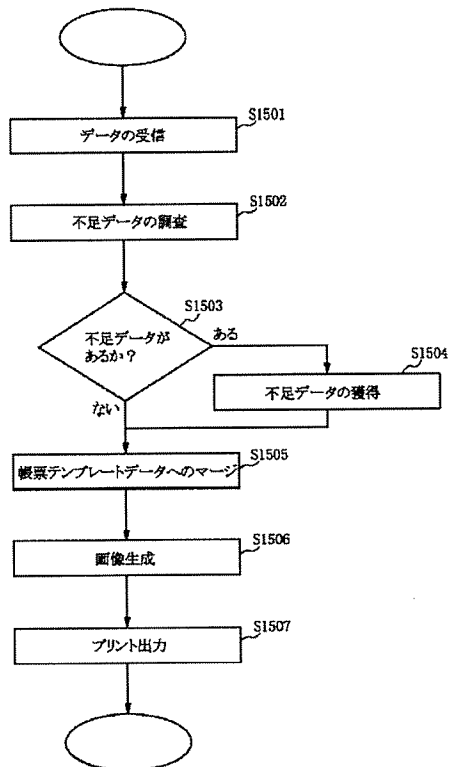 S1501
データの受信
S1502
不足データの調査
S1503
不足データが
あるか？
ある
S1504
不足データの獲得
ない
S1505
帳票テンプレートデータへのマージ
S1506
画像生成
S1507
プリント出力